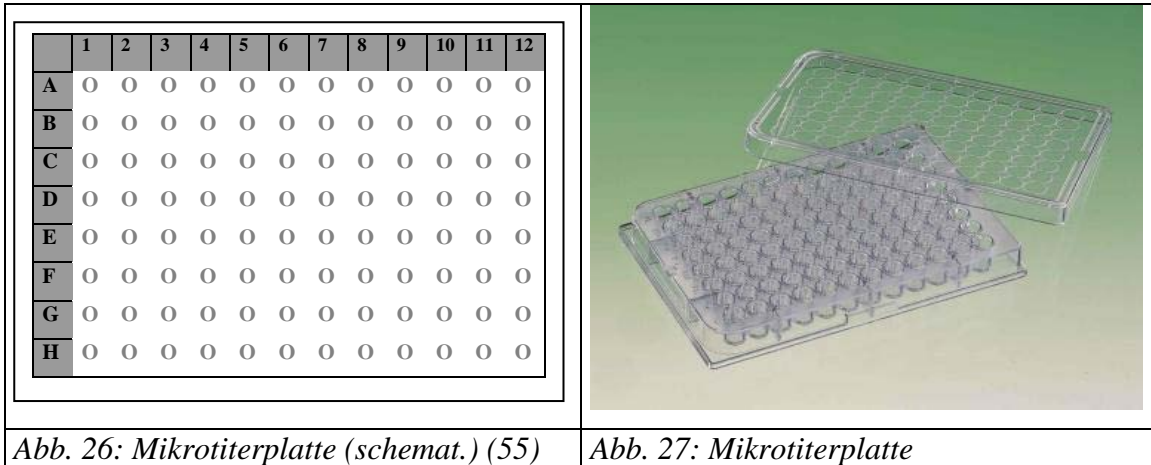 1 2 3 4 5 6 7 8 9 10 11 12
A O O O O O O O O O O O O
B O O O O O O O O O O O O
C O O O O O O O O O O O O
D O O O O O O O O O O O O
E O O O O O O O O O O O O
F O O O O O O O O O O O O
G O O O O O O O O O O O O
H O O O O O O O O O O O O
Abb. 26: Mikrotiterplatte (schemat.) (55)
Abb. 27: Mikrotiterplatte